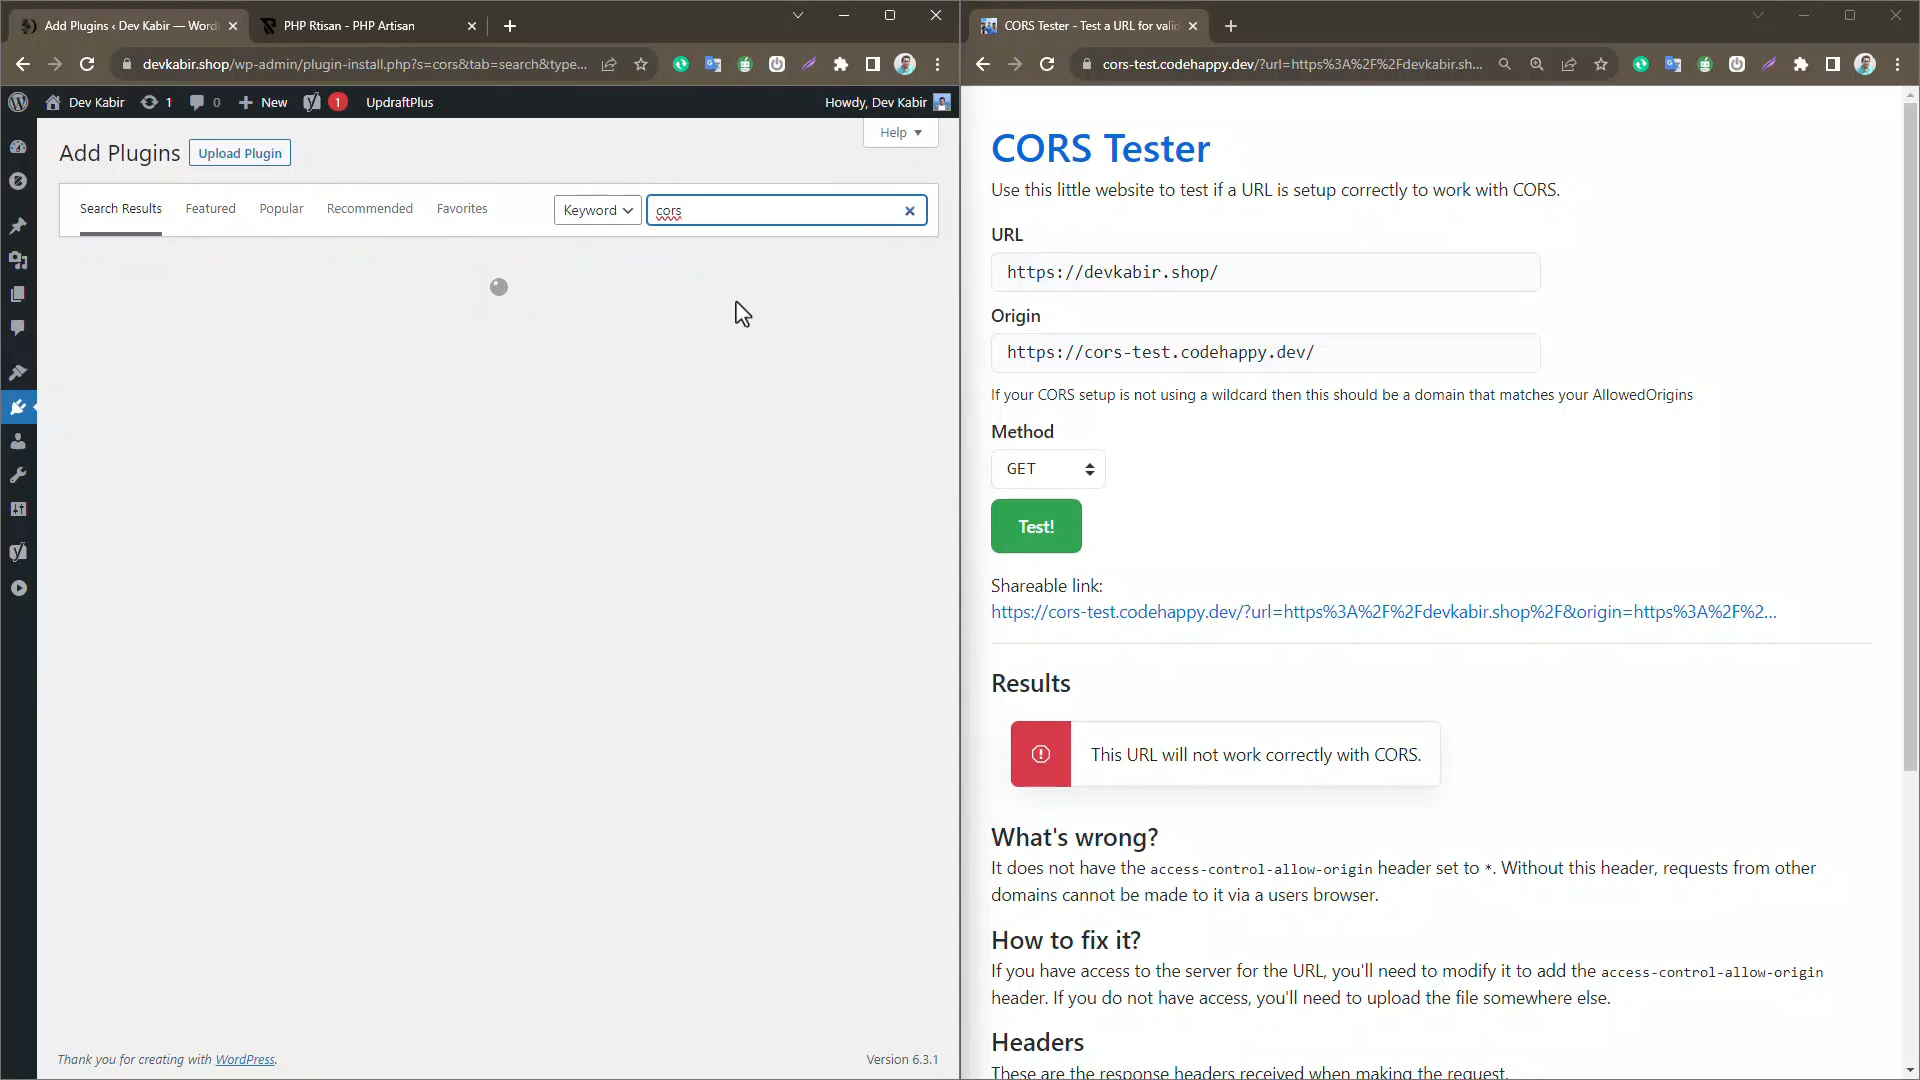 Add Plugins ‹ Dev Kabir — Word
PHP Rtisan - PHP Artisan
devkabir.shop/wp-admin/plugin-install.php?s=cors&tab=search&type...
Dev Kabir
1
0
New
1
UpdraftPlus
Howdy, Dev Kabir
Help
Add Plugins
Upload Plugin
Search Results
Featured
Popular
Recommended
Favorites
Keyword
cors
Thank you for creating with WordPress.
Version 6.3.1
CORS Tester - Test a URL for valid
cors-test.codehappy.dev/?url=https%3A%2F%2Fdevkabir.sh...
CORS Tester
Use this little website to test if a URL is setup correctly to work with CORS.
URL
https://devkabir.shop/
Origin
https://cors-test.codehappy.dev/
If your CORS setup is not using a wildcard then this should be a domain that matches your AllowedOrigins
Method
GET
Test!
Shareable link:
https://cors-test.codehappy.dev/?url=https%3A%2F%2Fdevkabir.shop%2F&origin=https%3A%2F%2...
Results
This URL will not work correctly with CORS.
What's wrong?
It does not have the access-control-allow-origin header set to *. Without this header, requests from other
domains cannot be made to it via a users browser.
How to fix it?
If you have access to the server for the URL, you'll need to modify it to add the access-control-allow-origin
header. If you do not have access, you'll need to upload the file somewhere else.
Headers
These are the response headers received when making the request.